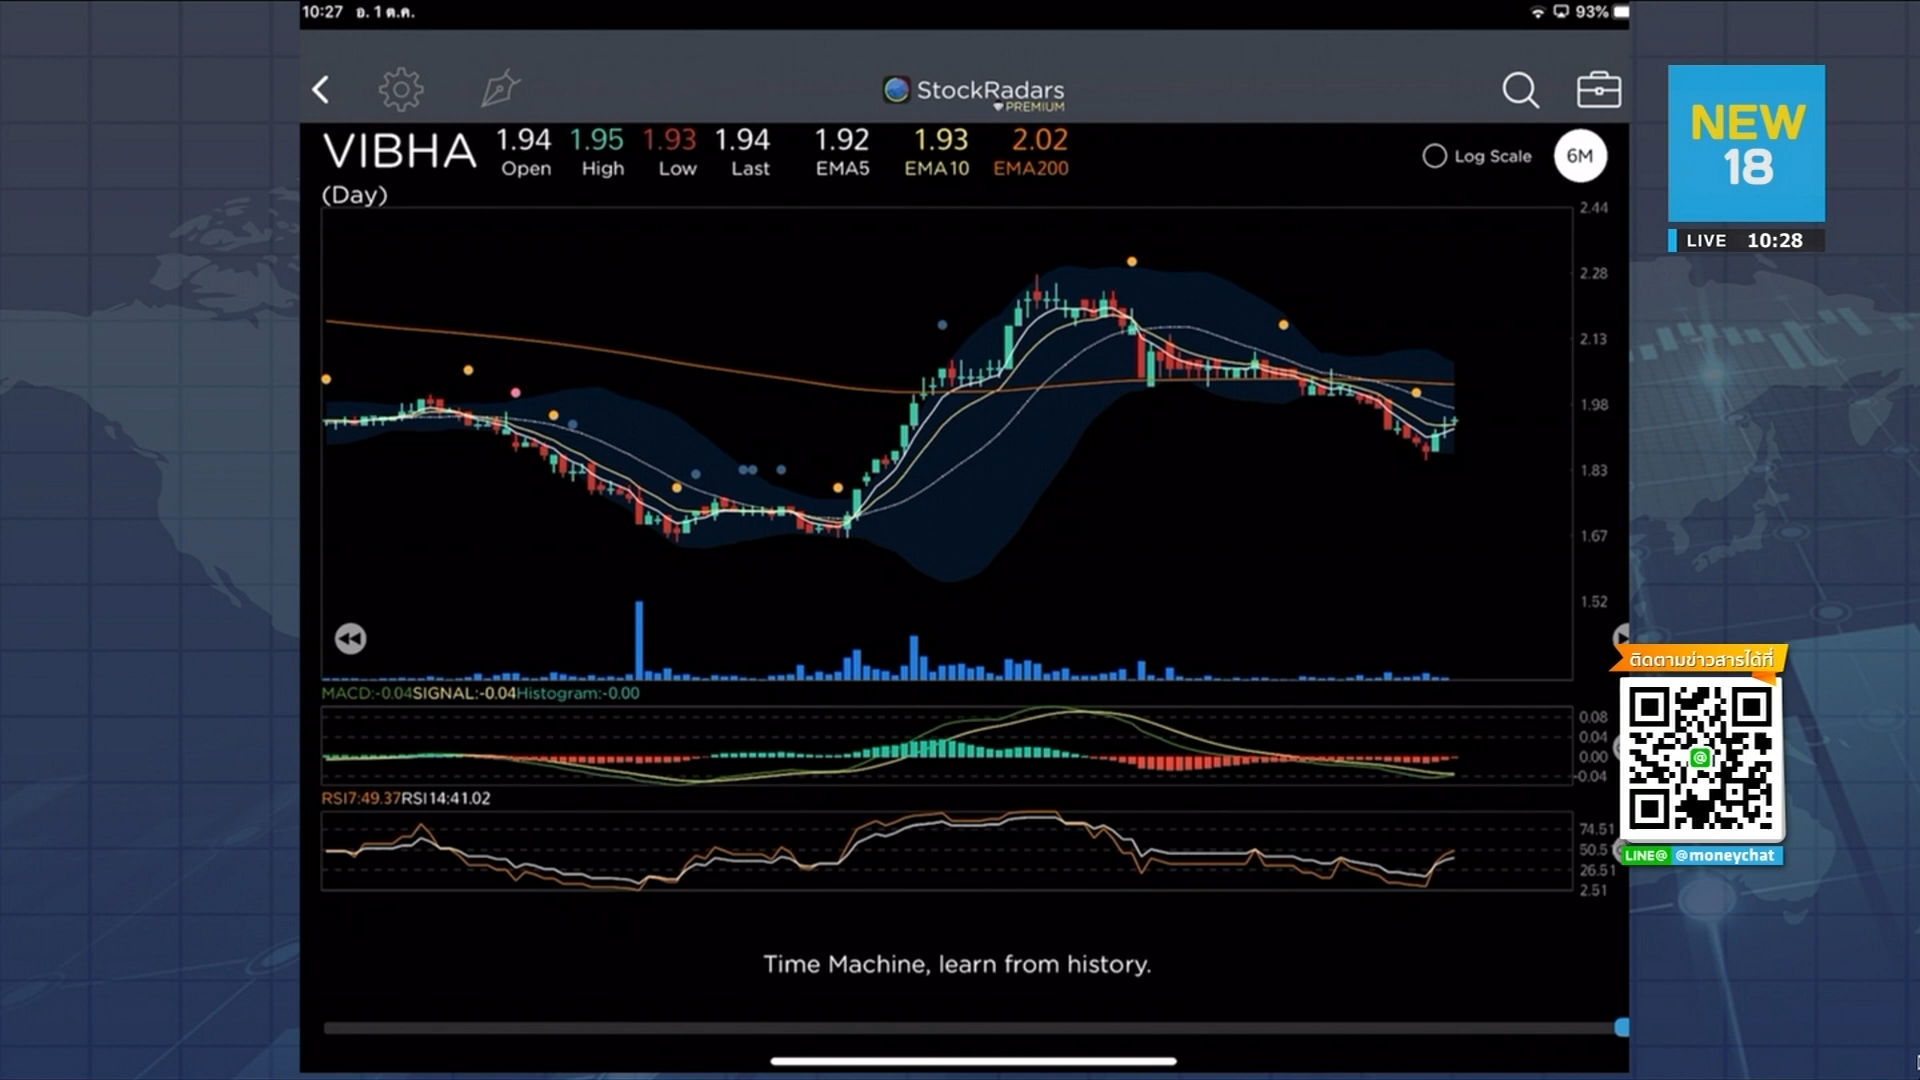 10:27 อ. 1 ต.ค.
93%
StockRadars
PREMIUM
VIBHA
1.94 1.95 1.93 1.94 1.92 1.93 2.02
Open High Low Last EMA5 EMA10 EMA200
Log Scale
6M
(Day)
2.44
2.28
2.13
1.98
1.83
1.67
1.52
MACD:-0.04SIGNAL:-0.04Histogram:-0.00
0.08
0.04
0.00
-0.04
RSI7:49.37RSI14:41.02
74.51
50.51
26.51
2.51
Time Machine, learn from history.
NEW
18
LIVE 10:28
ติดตามข่าวสารได้ที่
LINE@ @moneychat